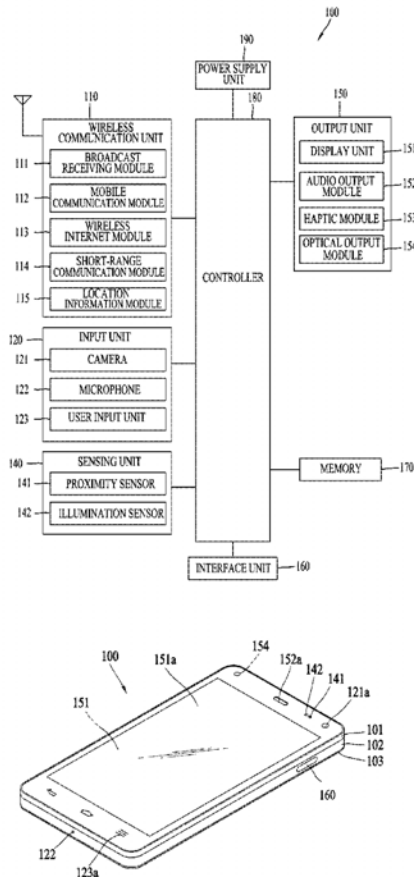 100
190
POWER SUPPLY
UNIT
110
180
150
WIRELESS
COMMUNICATION UNIT
OUTPUT UNIT
111
BROADCAST
RECEIVING MODULE
DISPLAY UNIT
151
112
MOBILE
COMMUNICATION MODULE
AUDIO OUTPUT
MODULE
152
113
WIRELESS
INTERNET MODULE
HAPTIC MODULE
153
114
SHORT-RANGE
COMMUNICATION MODULE
OPTICAL OUTPUT
MODULE
154
115
LOCATION
INFORMATION MODULE
CONTROLLER
120
INPUT UNIT
121
CAMERA
122
MICROPHONE
123
USER INPUT UNIT
140
SENSING UNIT
141
PROXIMITY SENSOR
MEMORY
170
142
ILLUMINATION SENSOR
INTERFACE UNIT
160
100
151a
154
152a
142
141
121a
151
101
102
103
160
122
123a